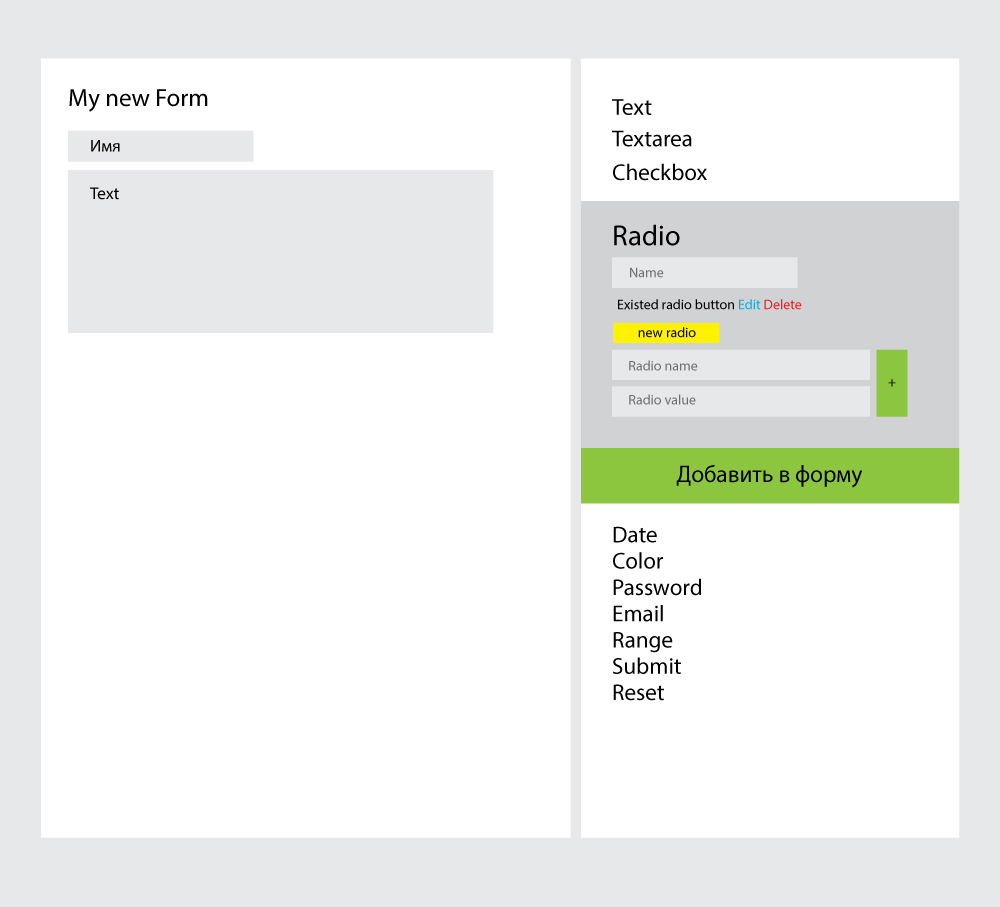 My new Form
Имя
Text
Text
Textarea
Checkbox
Radio
Name
Existed radio button Edit Delete
new radio
Radio name
+
Radio value
Добавить в форму
Date
Color
Password
Email
Range
Submit
Reset